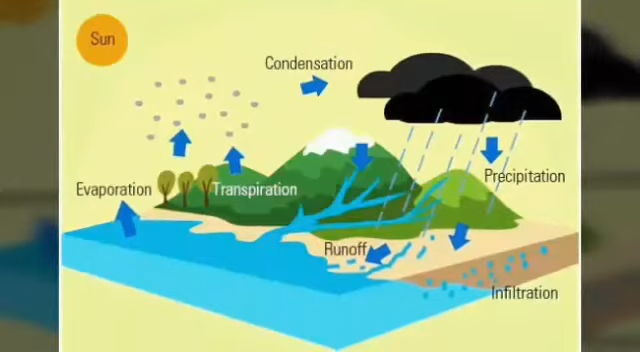 Sun
Condensation
Precipitation
Evaporation
Transpiration
Runoff
Infiltration